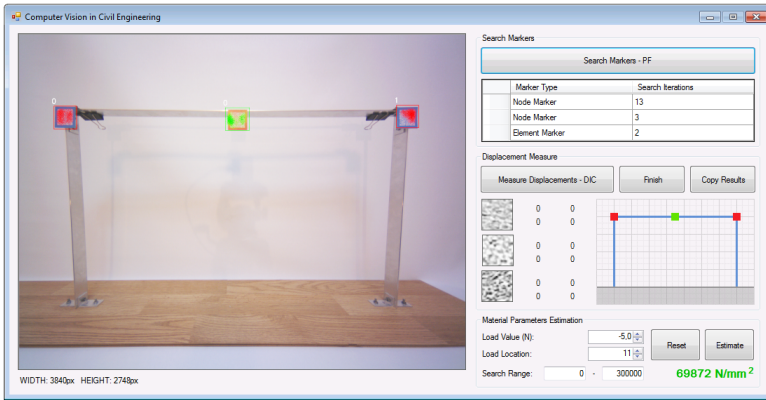 Computer Vision in Civil Engineering
0
0
1
WIDTH: 3840px HEIGHT: 2748px
Search Markers
Search Markers - PF
Marker Type Search Iterations
Node Marker 13
Node Marker 3
Element Marker 2
Displacement Measure
Measure Displacements - DIC Finish Copy Results
0 0
0 0
0 0
0 0
0 0
0 0
Material Parameters Estimation
Load Value (N): -5,0
Load Location: 11
Reset Estimate
Search Range: 0 - 300000 69872 N/mm²